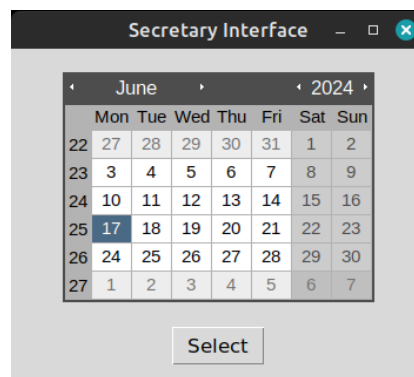 Secretary Interface
June 2024
Mon Tue Wed Thu Fri Sat Sun
22 27 28 29 30 31 1 2
23 3 4 5 6 7 8 9
24 10 11 12 13 14 15 16
25 17 18 19 20 21 22 23
26 24 25 26 27 28 29 30
27 1 2 3 4 5 6 7
Select